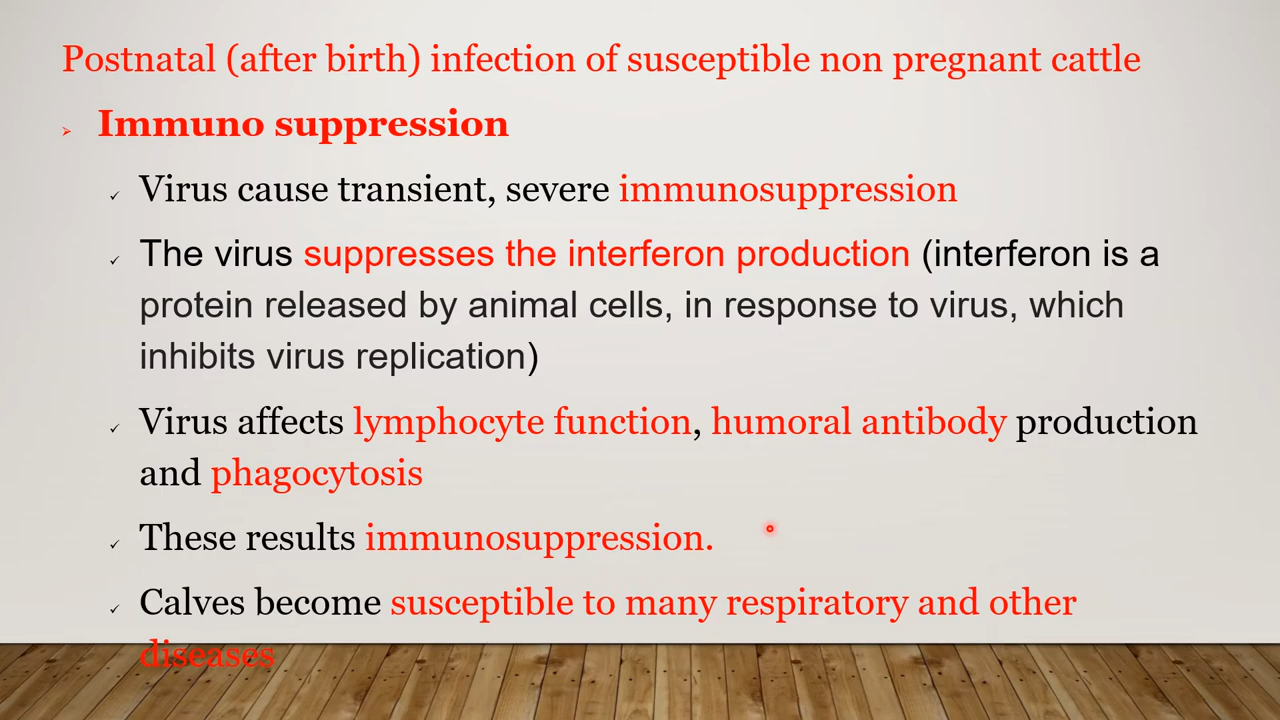 Postnatal (after birth) infection of susceptible non pregnant cattle
Immuno suppression
Virus cause transient, severe immunosuppression
The virus suppresses the interferon production (interferon is a
protein released by animal cells, in response to virus, which
inhibits virus replication)
Virus affects lymphocyte function, humoral antibody production
and phagocytosis
These results immunosuppression.
Calves become susceptible to many respiratory and other
diseases